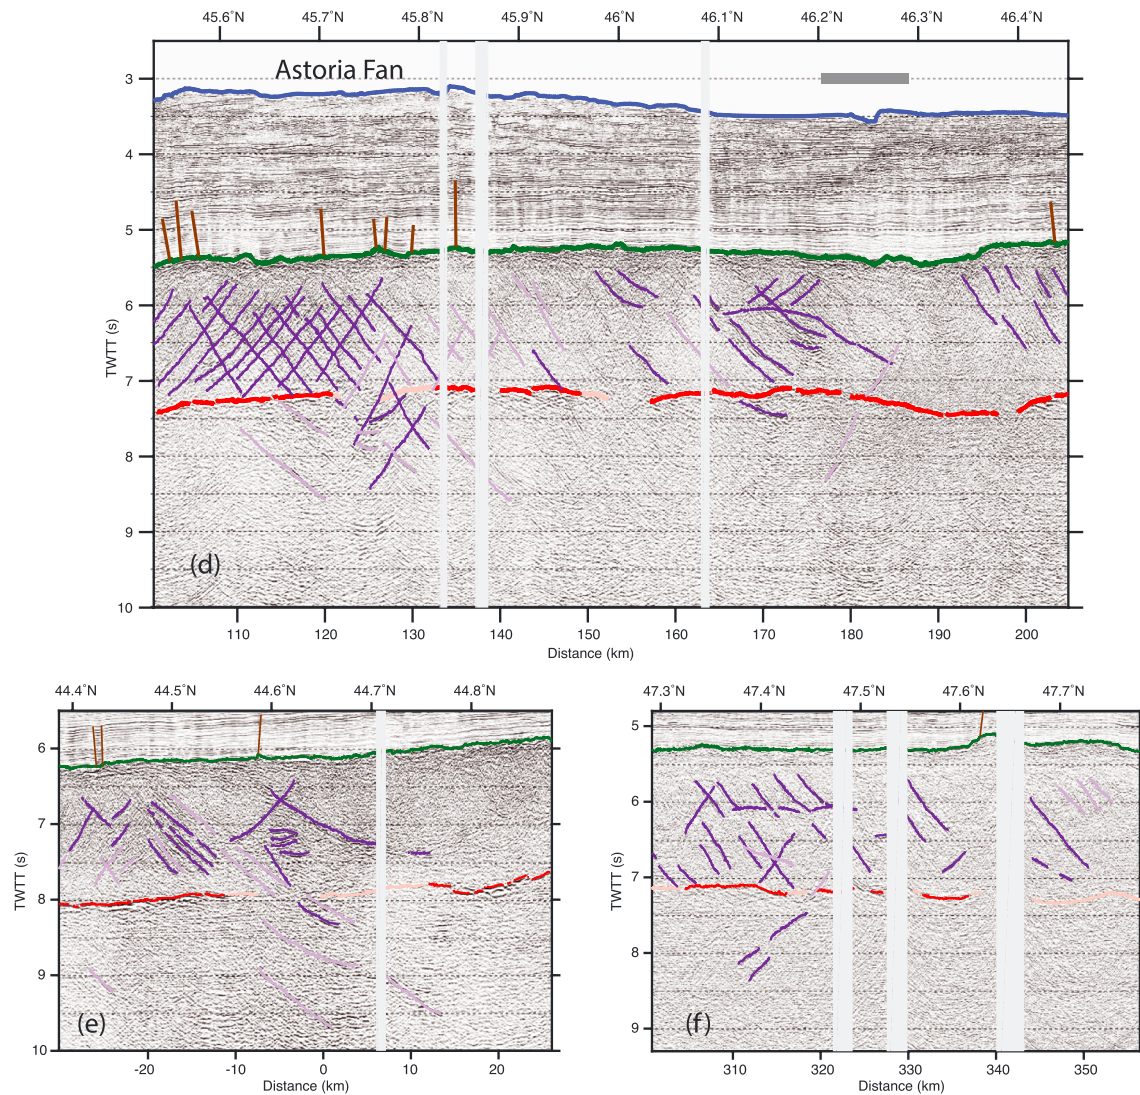 45.6˚N 45.7˚N 45.8˚N 45.9˚N 46˚N 46.1˚N 46.2˚N 46.3˚N 46.4˚N
Astoria Fan
3
4
5
6
7
8
9
10
TWTT (s)
(d)
110 120 130 140 150 160 170 180 190 200
Distance (km)
44.4˚N 44.5˚N 44.6˚N 44.7˚N 44.8˚N
6
7
8
9
10
TWTT (s)
(e)
-20 -10 0 10 20
Distance (km)
47.3˚N 47.4˚N 47.5˚N 47.6˚N 47.7˚N
5
6
7
8
9
TWTT (s)
(f)
310 320 330 340 350
Distance (km)